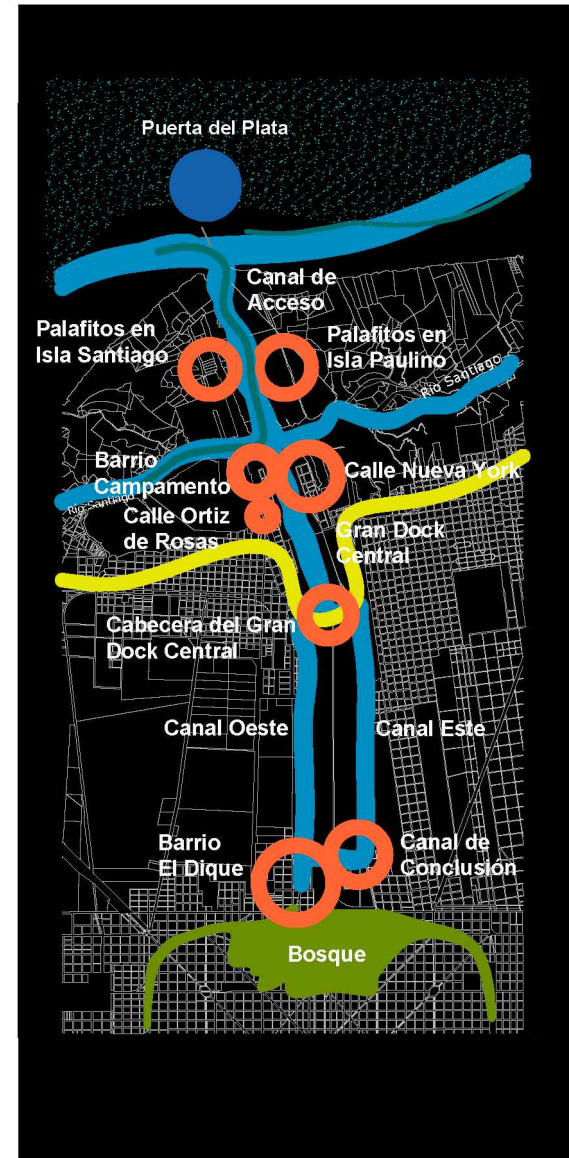 Puerta del Plata
Canal de
Acceso
Palafitos en
Isla Santiago
Palafitos en
Isla Paulino
Río Santiago
Barrio
Campamento
Calle Nueva York
Río Santiago
Calle Ortiz
de Rosas
Gran Dock
Central
Cabecera del Gran
Dock Central
Canal Oeste
Canal Este
Barrio
El Dique
Canal de
Conclusión
Bosque